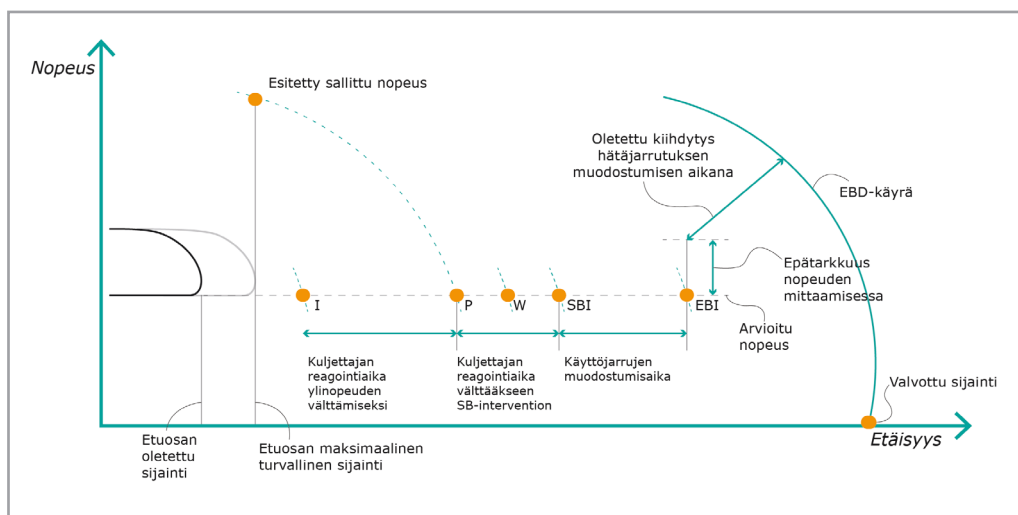 Nopeus
Esitetty sallittu nopeus
Oletettu kiihdytys
hätäjarrutuksen
muodostumisen aikana
EBD-käyrä
Epätarkkuus
nopeuden
mittaamisessa
I
P
W
SBI
EBI
Arvioitu
nopeus
Kuljettajan
reagointiaika
ylinopeuden
välttämiseksi
Kuljettajan
reagointiaika
välttääkseen
SB-intervention
Käyttöjarrujen
muodostumisaika
Valvottu sijainti
Etäisyys
Etuosan
oletettu
sijainti
Etuosan maksimaalinen
turvallinen sijainti